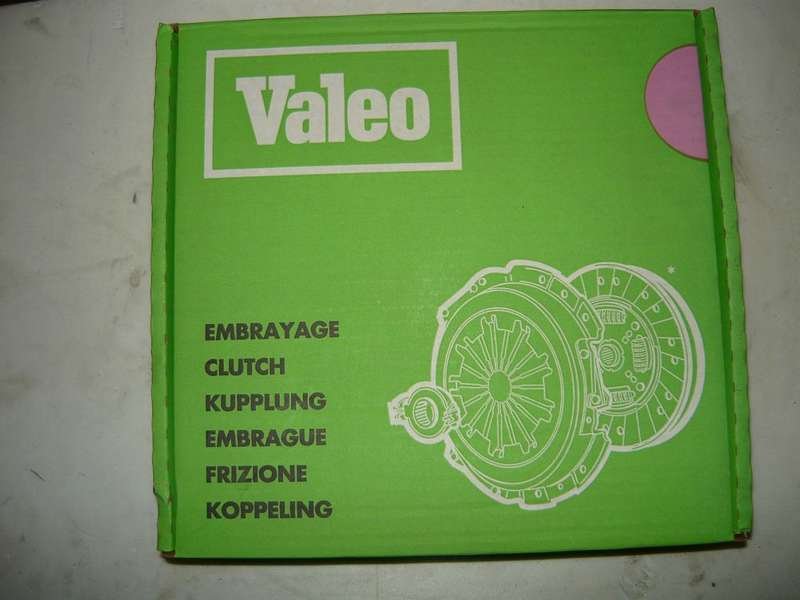 Valeo
*
EMBRAYAGE
CLUTCH
KUPPLUNG
EMBRAGUE
FRIZIONE
KOPPELING